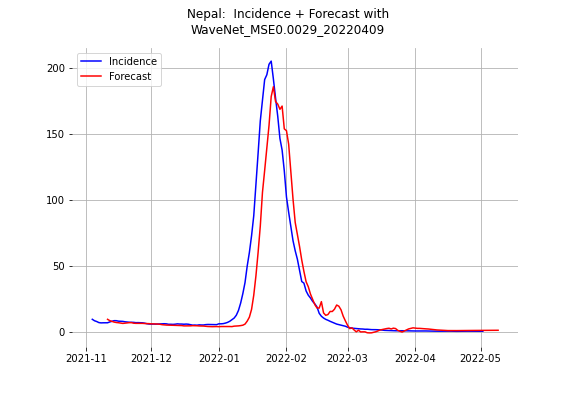 Nepal:  Incidence + Forecast with
WaveNet_MSE0.0029_20220409
Incidence
Forecast
200
150
100
50
0
2021-11 2021-12 2022-01 2022-02 2022-03 2022-04 2022-05